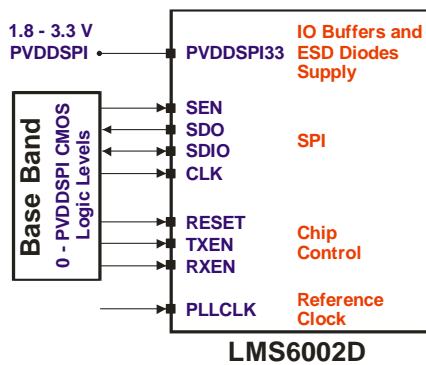 1.8 - 3.3 V
PVDDSPI
PVDDSPI33
IO Buffers and
ESD Diodes
Supply
Base Band
0 - PVDDSPI CMOS
Logic Levels
SEN
SDO
SDIO
CLK
SPI
RESET
TXEN
RXEN
Chip
Control
PLLCLK
Reference
Clock
LMS6002D